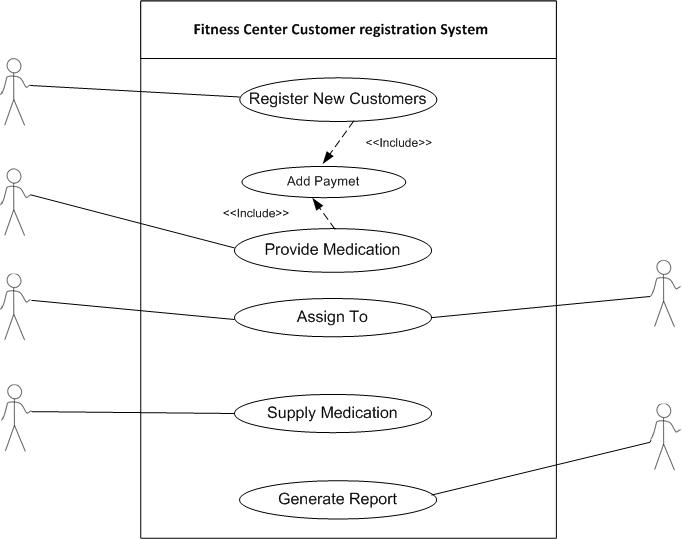 Fitness Center Customer registration System
Register New Customers
<<Include>>
Add Paymet
<<Include>>
Provide Medication
Assign To
Supply Medication
Generate Report